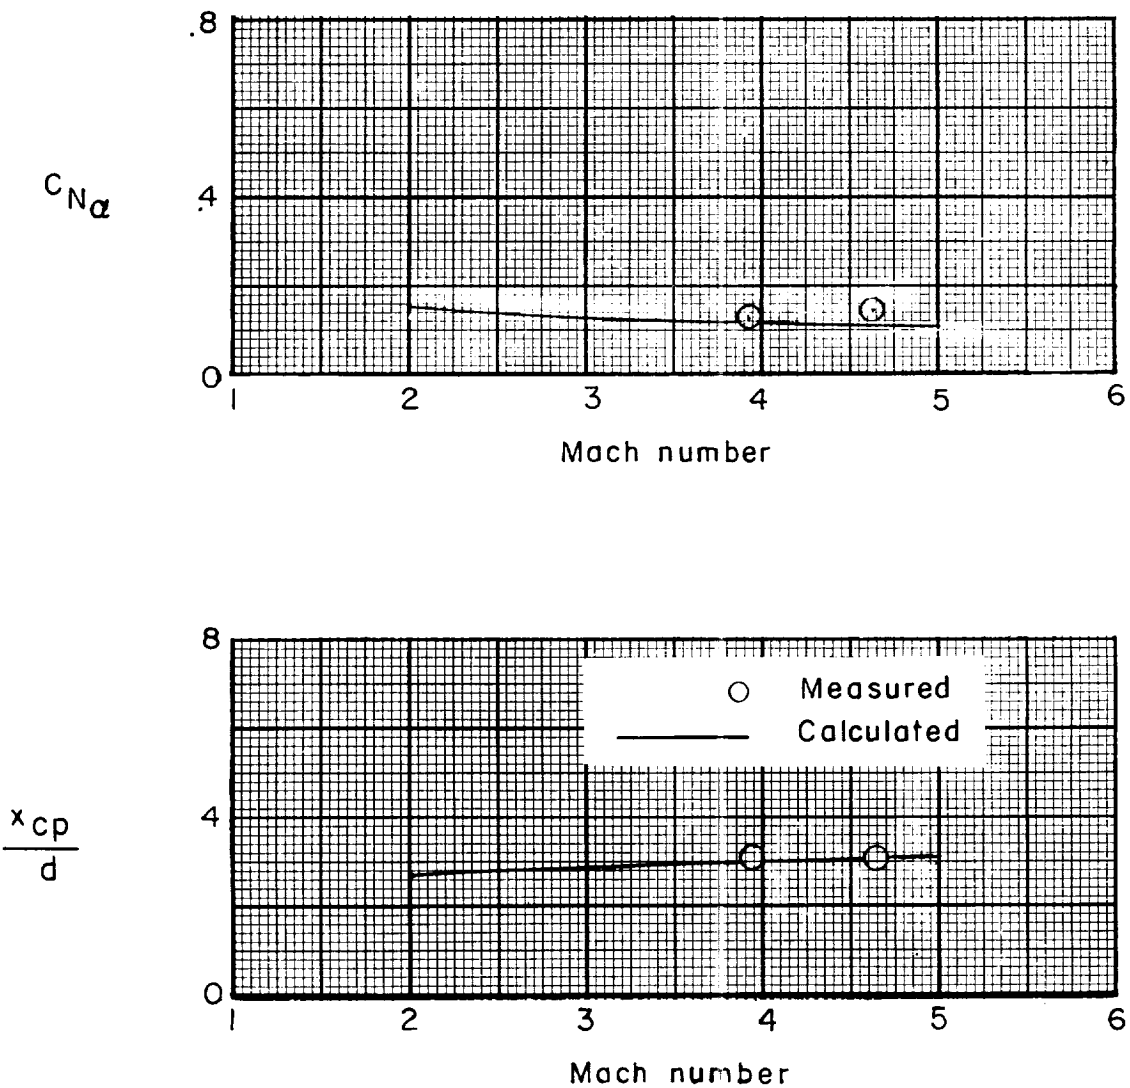 .8
C_Nα
.4
0
1 2 3 4 5 6
Mach number
8
Measured
Calculated
x_cp
4
d
0
1 2 3 4 5 6
Mach number